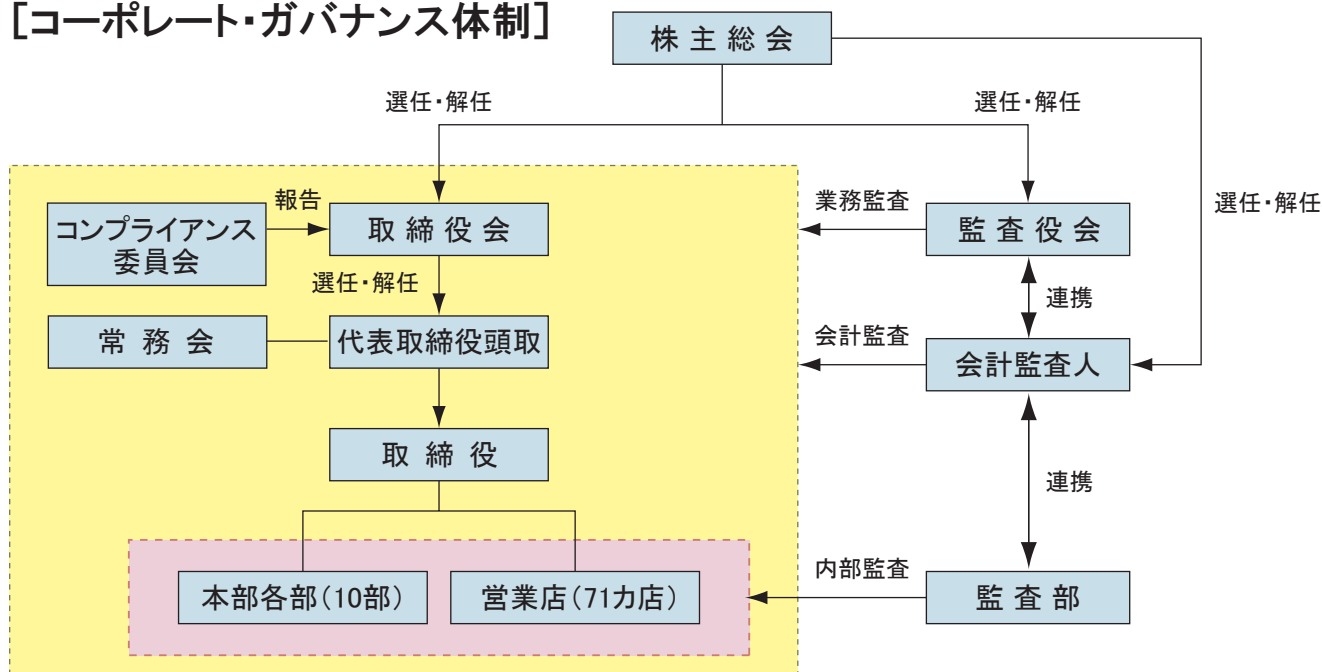 ［コーポレート・ガバナンス体制］
株主総会
選任・解任
選任・解任
選任・解任
コンプライアンス
委員会
報告
取締役会
業務監査
監査役会
選任・解任
連携
常務会
代表取締役頭取
会計監査
会計監査人
取締役
連携
本部各部（10部）
営業店（71カ店）
内部監査
監査部